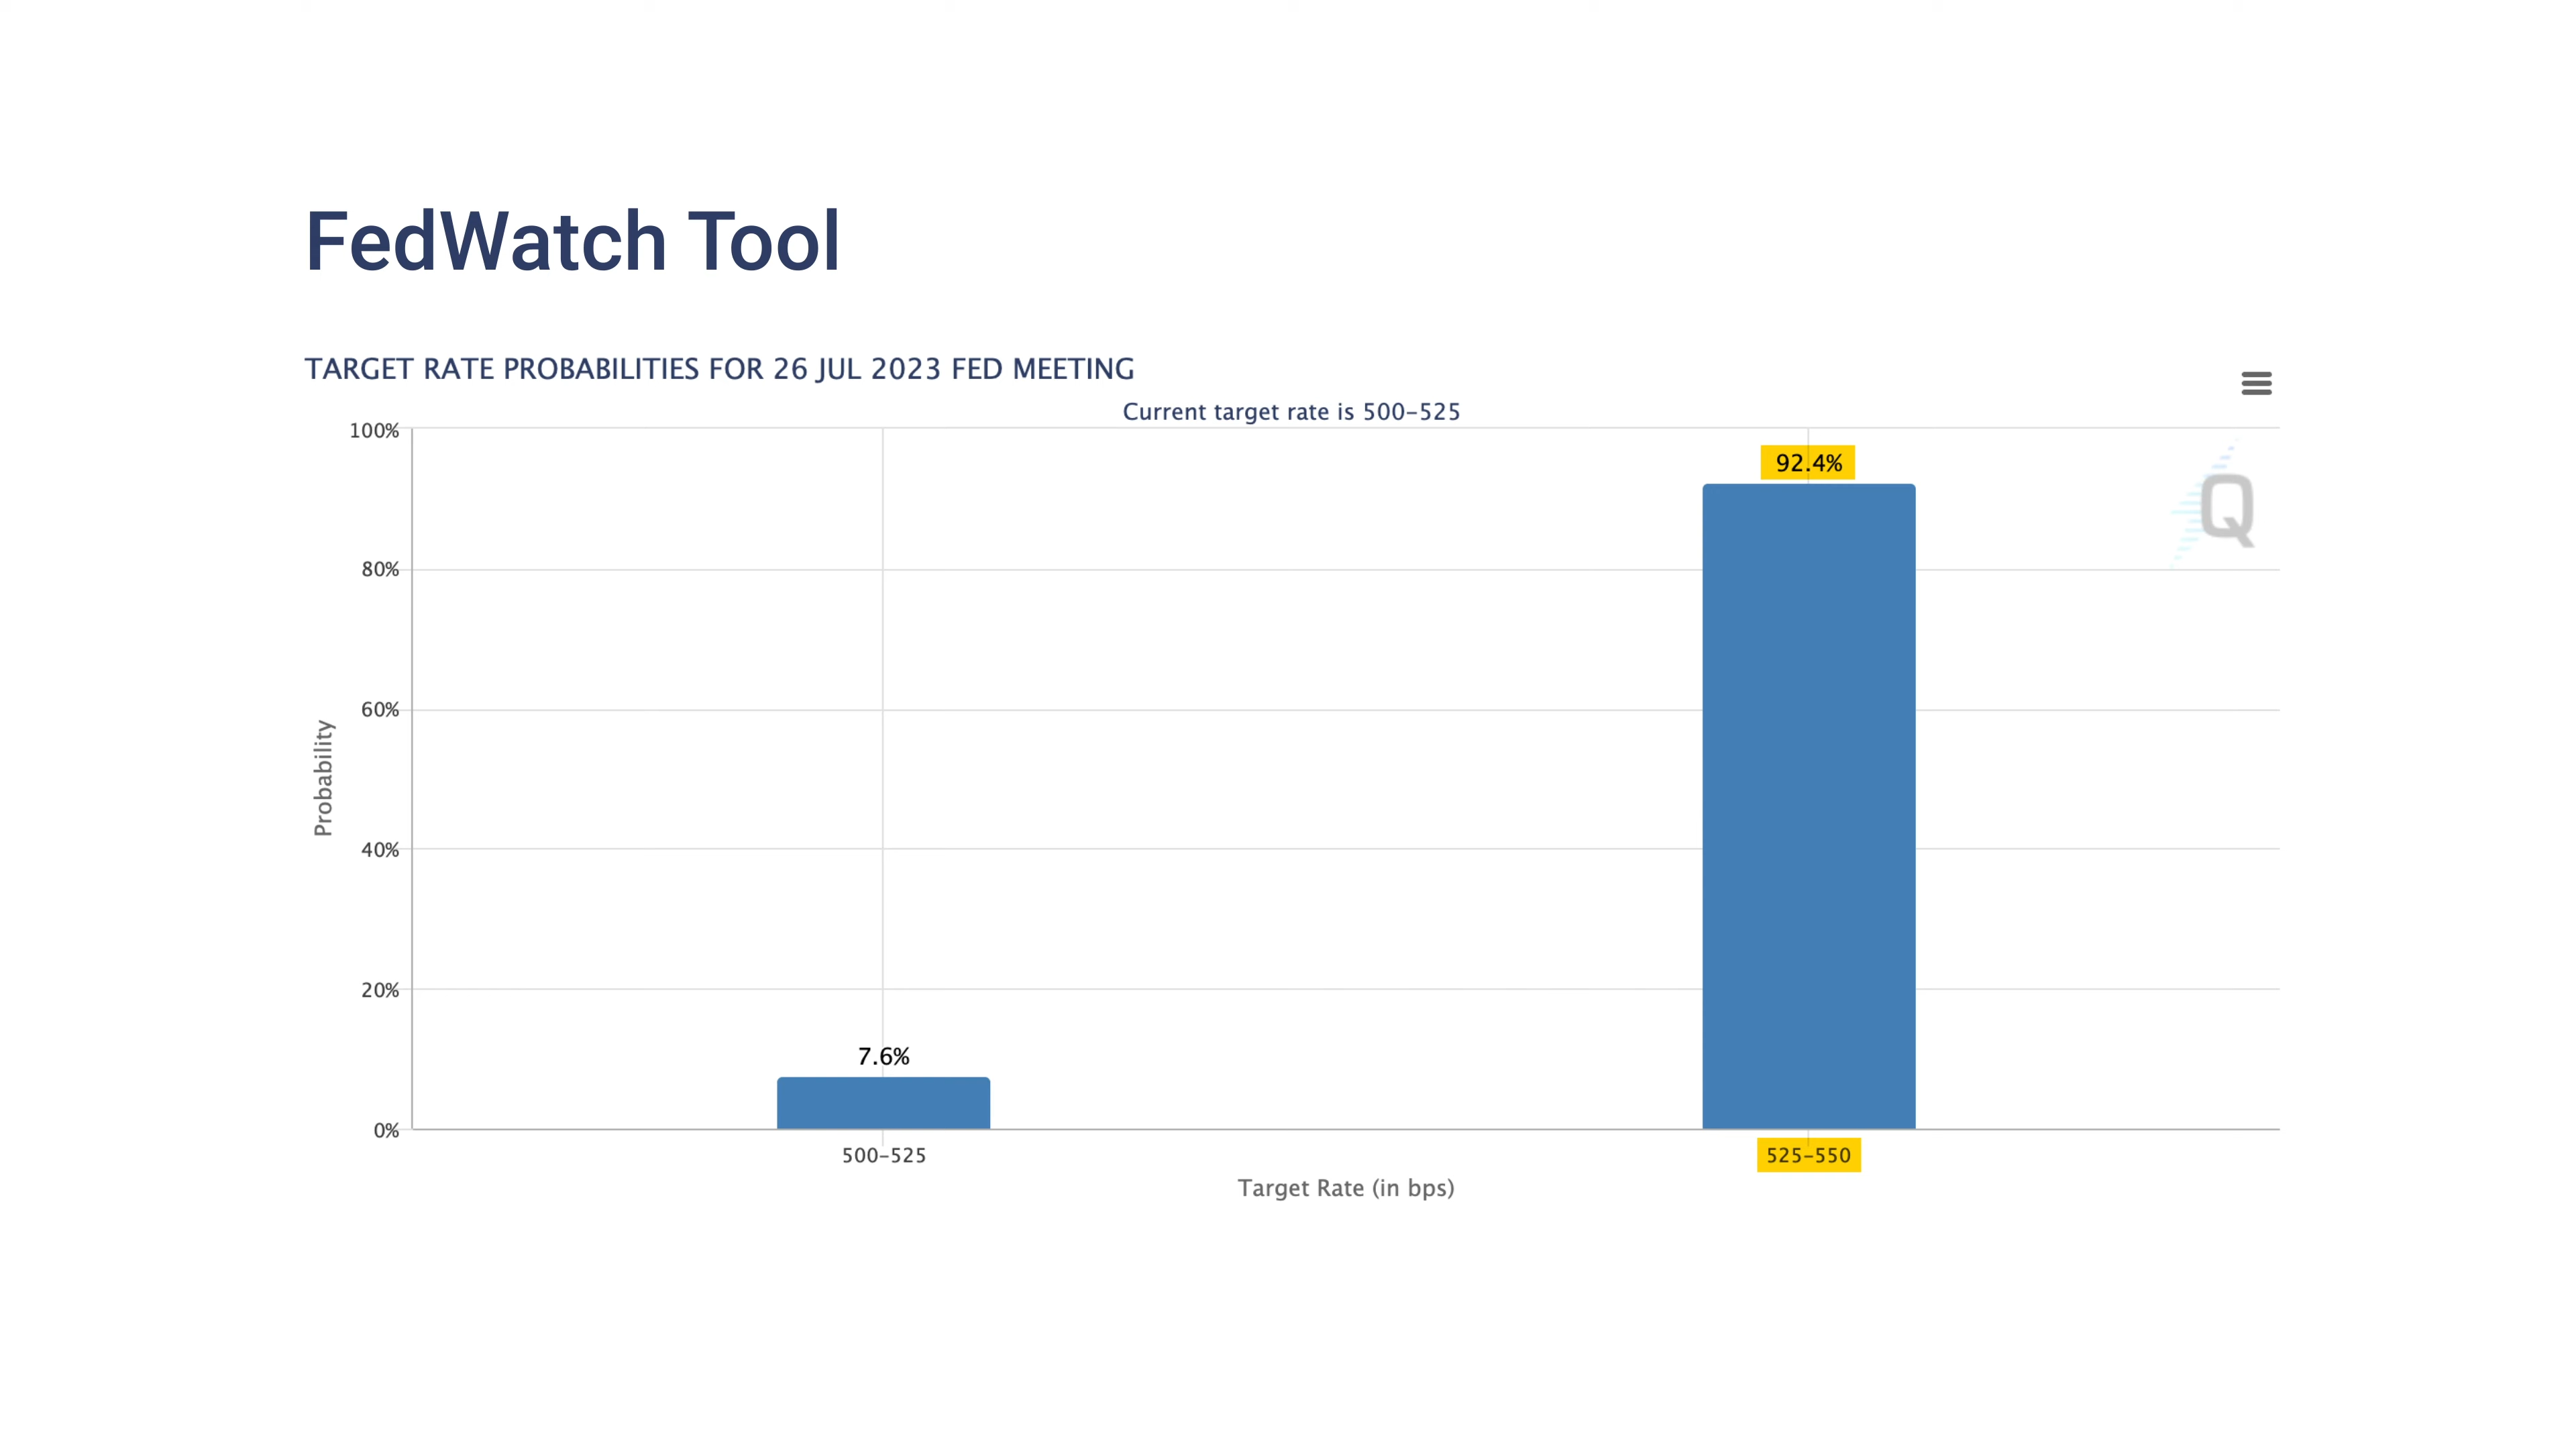 FedWatch Tool
TARGET RATE PROBABILITIES FOR 26 JUL 2023 FED MEETING
Current target rate is 500–525
100%
92.4%
Q
80%
60%
Probability
40%
20%
7.6%
0%
500–525
525–550
Target Rate (in bps)